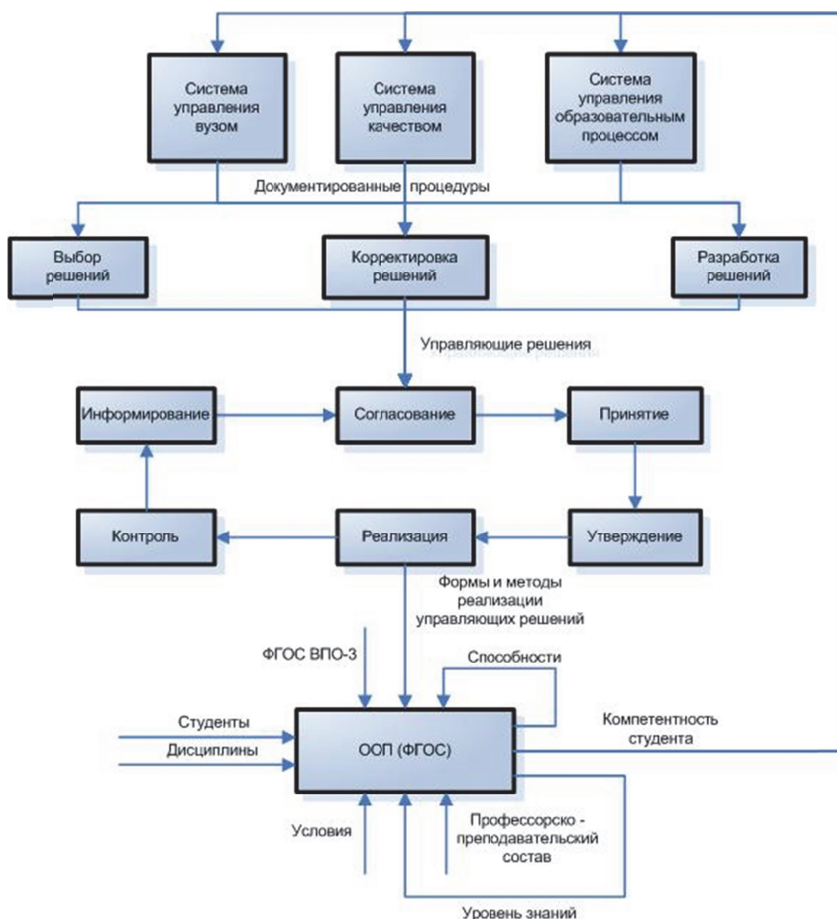 Система
управления
вузом
Система
управления
качеством
Система
управления
образовательным
процессом
Документированные процедуры
Выбор
решений
Корректировка
решений
Разработка
решений
Управляющие решения
Информирование
Согласование
Принятие
Контроль
Реализация
Утверждение
Формы и методы
реализации
управляющих решений
ФГОС ВПО-3
Способности
Студенты
Дисциплины
ООП (ФГОС)
Компетентность
студента
Условия
Профессорско -
преподавательский
состав
Уровень знаний